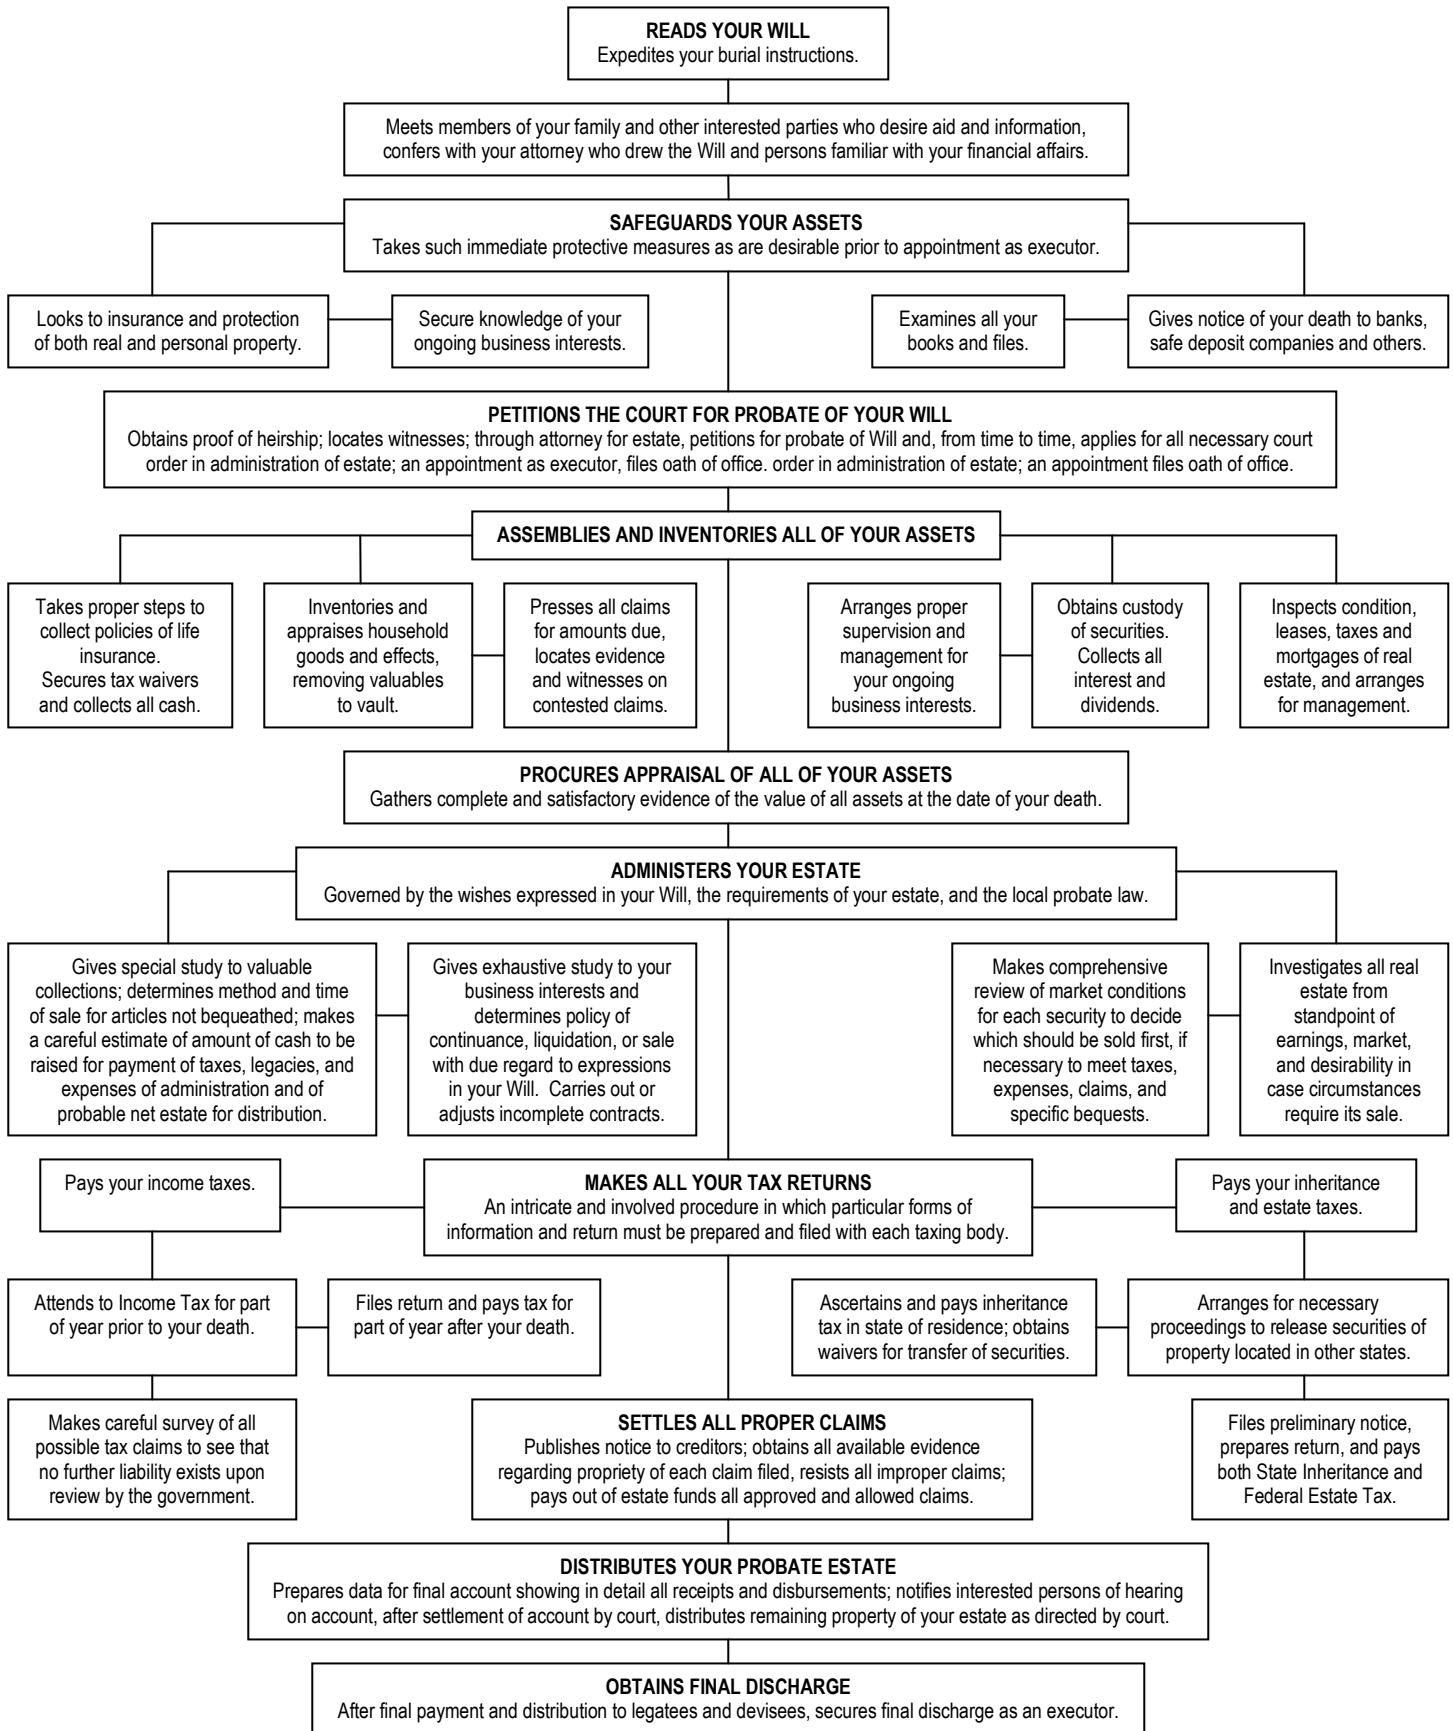 READS YOUR WILL
Expedites your burial instructions.
Meets members of your family and other interested parties who desire aid and information,
confers with your attorney who drew the Will and persons familiar with your financial affairs.
SAFEGUARDS YOUR ASSETS
Takes such immediate protective measures as are desirable prior to appointment as executor.
Looks to insurance and protection
of both real and personal property.
Secure knowledge of your
ongoing business interests.
Examines all your
books and files.
Gives notice of your death to banks,
safe deposit companies and others.
PETITIONS THE COURT FOR PROBATE OF YOUR WILL
Obtains proof of heirship; locates witnesses; through attorney for estate, petitions for probate of Will and, from time to time, applies for all necessary court
order in administration of estate; an appointment as executor, files oath of office. order in administration of estate; an appointment files oath of office.
ASSEMBLIES AND INVENTORIES ALL OF YOUR ASSETS
Takes proper steps to
collect policies of life
insurance.
Secures tax waivers
and collects all cash.
Inventories and
appraises household
goods and effects,
removing valuables
to vault.
Presses all claims
for amounts due,
locates evidence
and witnesses on
contested claims.
Arranges proper
supervision and
management for
your ongoing
business interests.
Obtains custody
of securities.
Collects all
interest and
dividends.
Inspects condition,
leases, taxes and
mortgages of real
estate, and arranges
for management.
PROCURES APPRAISAL OF ALL OF YOUR ASSETS
Gathers complete and satisfactory evidence of the value of all assets at the date of your death.
ADMINISTERS YOUR ESTATE
Governed by the wishes expressed in your Will, the requirements of your estate, and the local probate law.
Gives special study to valuable
collections; determines method and time
of sale for articles not bequeathed; makes
a careful estimate of amount of cash to be
raised for payment of taxes, legacies, and
expenses of administration and of
probable net estate for distribution.
Gives exhaustive study to your
business interests and
determines policy of
continuance, liquidation, or sale
with due regard to expressions
in your Will. Carries out or
adjusts incomplete contracts.
Makes comprehensive
review of market conditions
for each security to decide
which should be sold first, if
necessary to meet taxes,
expenses, claims, and
specific bequests.
Investigates all real
estate from
standpoint of
earnings, market,
and desirability in
case circumstances
require its sale.
Pays your income taxes.
MAKES ALL YOUR TAX RETURNS
An intricate and involved procedure in which particular forms of
information and return must be prepared and filed with each taxing body.
Pays your inheritance
and estate taxes.
Attends to Income Tax for part
of year prior to your death.
Files return and pays tax for
part of year after your death.
Ascertains and pays inheritance
tax in state of residence; obtains
waivers for transfer of securities.
Arranges for necessary
proceedings to release securities of
property located in other states.
Makes careful survey of all
possible tax claims to see that
no further liability exists upon
review by the government.
SETTLES ALL PROPER CLAIMS
Publishes notice to creditors; obtains all available evidence
regarding propriety of each claim filed, resists all improper claims;
pays out of estate funds all approved and allowed claims.
Files preliminary notice,
prepares return, and pays
both State Inheritance and
Federal Estate Tax.
DISTRIBUTES YOUR PROBATE ESTATE
Prepares data for final account showing in detail all receipts and disbursements; notifies interested persons of hearing
on account, after settlement of account by court, distributes remaining property of your estate as directed by court.
OBTAINS FINAL DISCHARGE
After final payment and distribution to legatees and devisees, secures final discharge as an executor.